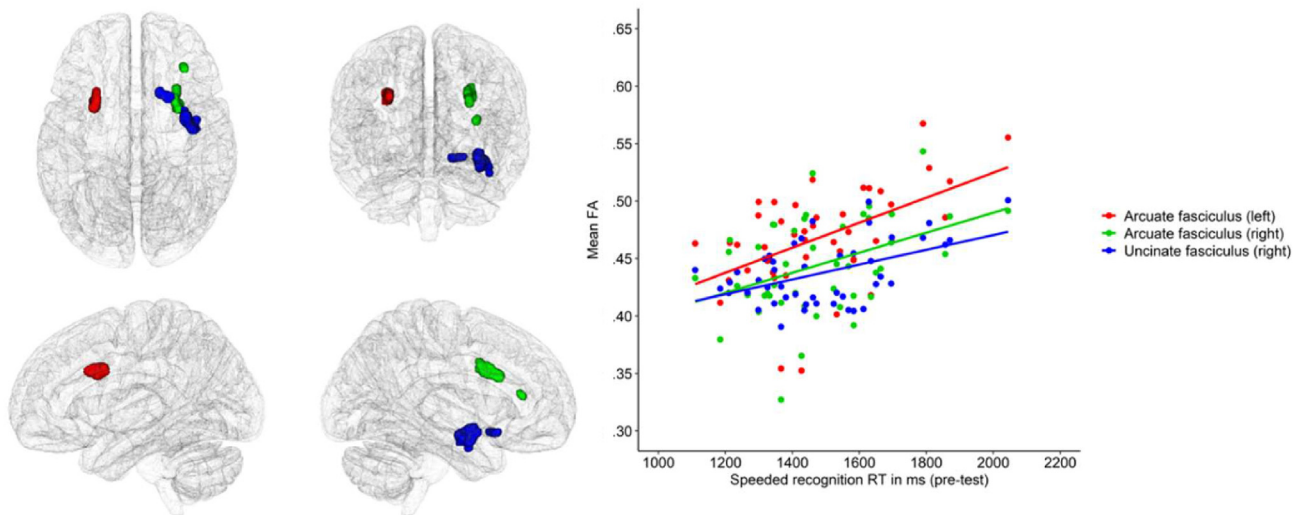 .65
.60
.55
.50
.45
.40
.35
.30
Mean FA
1000 1200 1400 1600 1800 2000 2200
Speeded recognition RT in ms (pre-test)
Arcuate fasciculus (left)
Arcuate fasciculus (right)
Uncinate fasciculus (right)